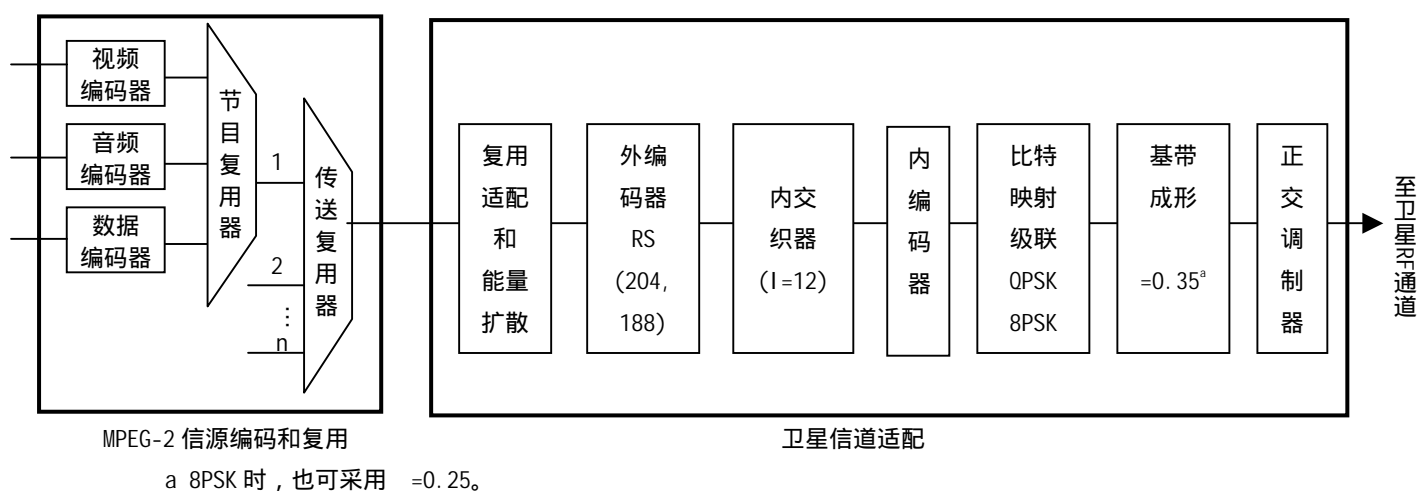 视频
编码器
音频
编码器
数据
编码器
节
目
复
用
器
1
2
⋮
n
传
送
复
用
器
复用
适配
和
能量
扩散
外编
码器
RS
(204,
188)
内交
织器
(I=12)
内
编
码
器
比特
映射
级联
QPSK
8PSK
基带
成形
=0.35ᵃ
正
交
调
制
器
至卫星RF通道
MPEG-2 信源编码和复用
卫星信道适配
a 8PSK 时，也可采用 =0.25。